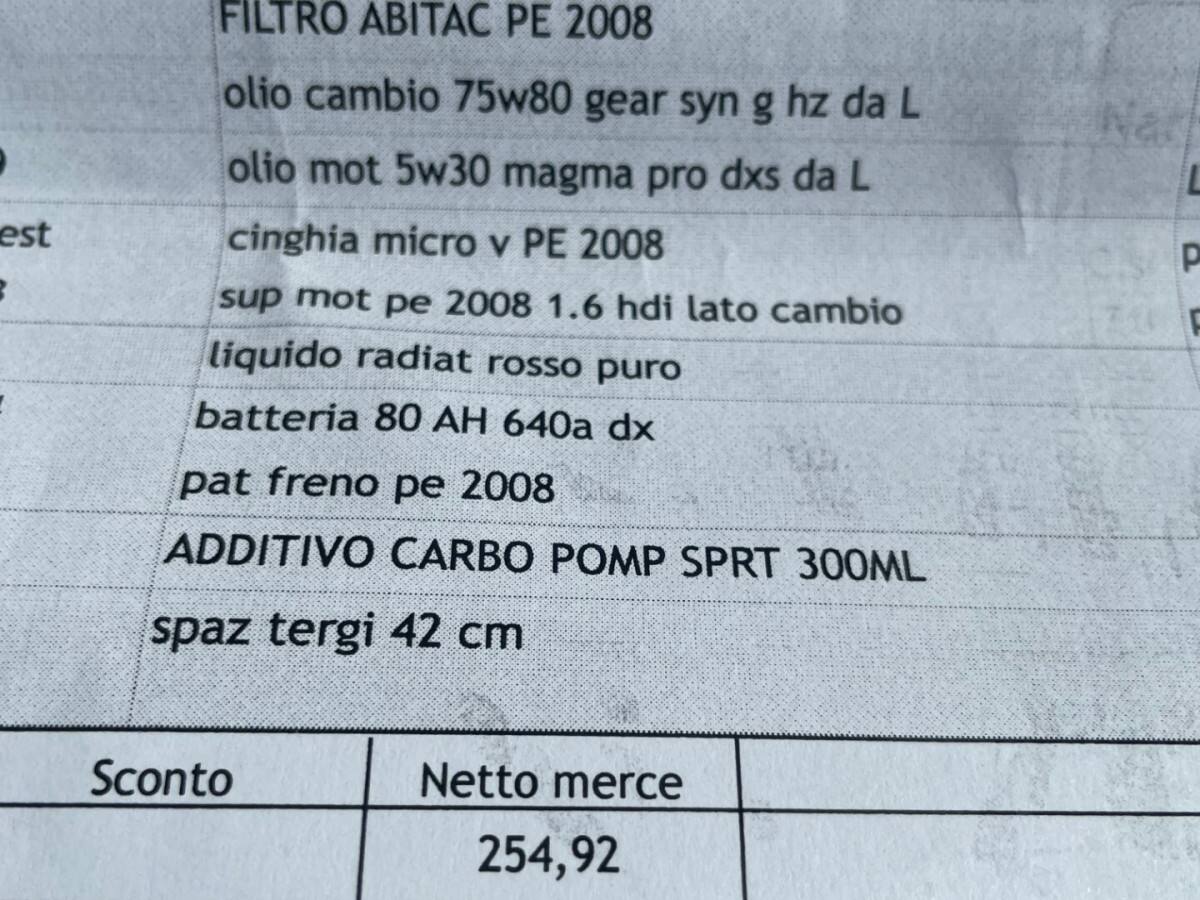 FILTRO ABITAC PE 2008
olio cambio 75w80 gear syn g hz da L
olio mot 5w30 magma pro dxs da L
est cinghia micro v PE 2008
sup mot pe 2008 1.6 hdi lato cambio
liquido radiat rosso puro
batteria 80 AH 640a dx
pat freno pe 2008
ADDITIVO CARBO POMP SPRT 300ML
spaz tergi 42 cm
Sconto Netto merce
254,92